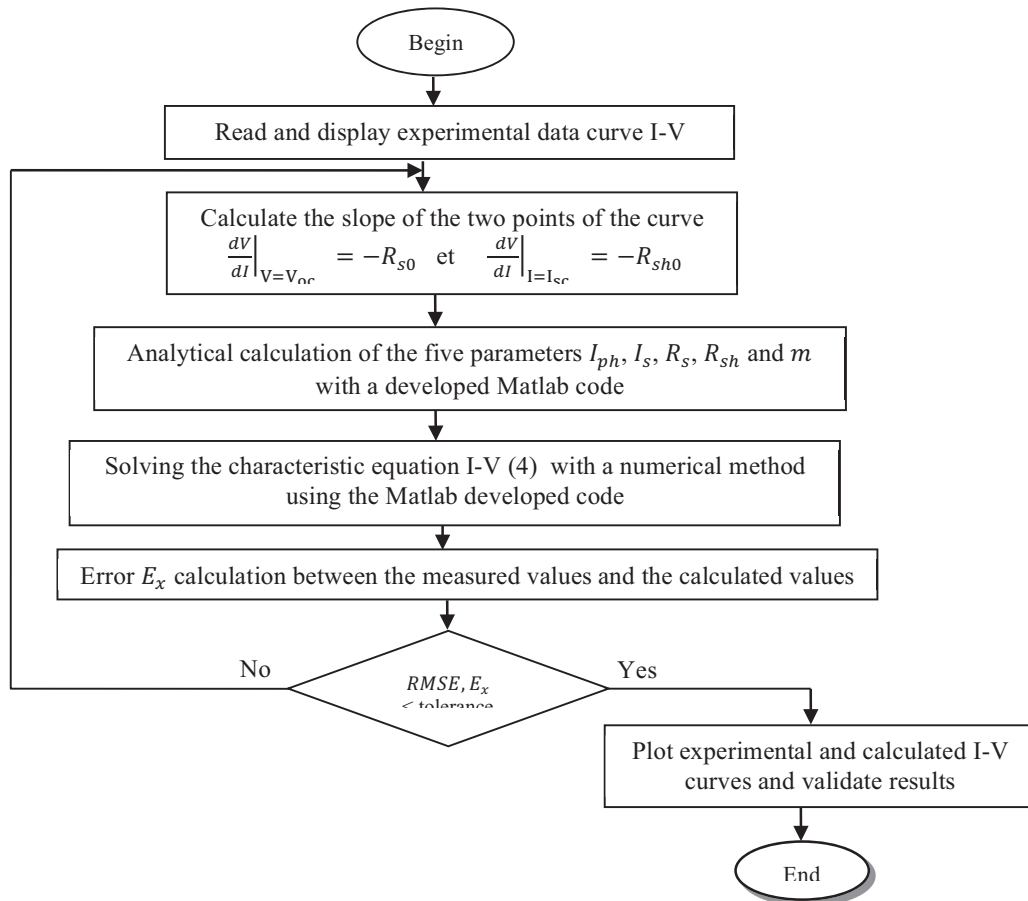 Begin
Read and display experimental data curve I-V
Calculate the slope of the two points of the curve
dV/dI|V=Voc = −Rs0 et dV/dI|I=Isc = −Rsh0
Analytical calculation of the five parameters Iph, Is, Rs, Rsh and m
with a developed Matlab code
Solving the characteristic equation I-V (4) with a numerical method
using the Matlab developed code
Error Ex calculation between the measured values and the calculated values
No
Yes
RMSE, Ex
< tolerance
Plot experimental and calculated I-V
curves and validate results
End